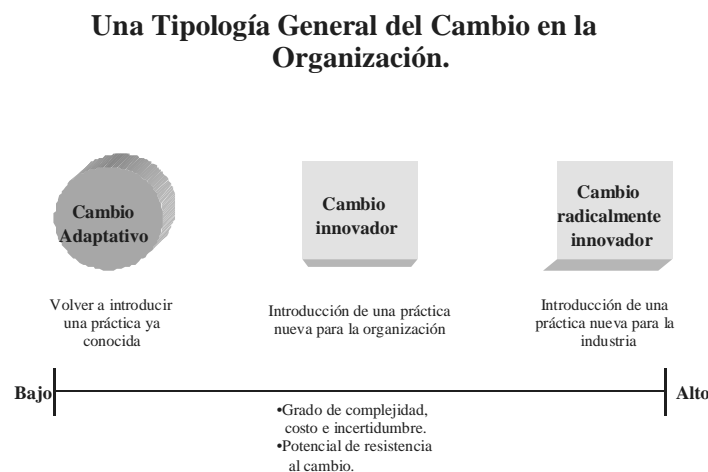 Una Tipología General del Cambio en la
Organización.
Cambio
Adaptativo
Cambio
innovador
Cambio
radicalmente
innovador
Volver a introducir
una práctica ya
conocida
Introducción de una práctica
nueva para la organización
Introducción de una
práctica nueva para la
industria
Bajo
Alto
•Grado de complejidad,
costo e incertidumbre.
•Potencial de resistencia
al cambio.